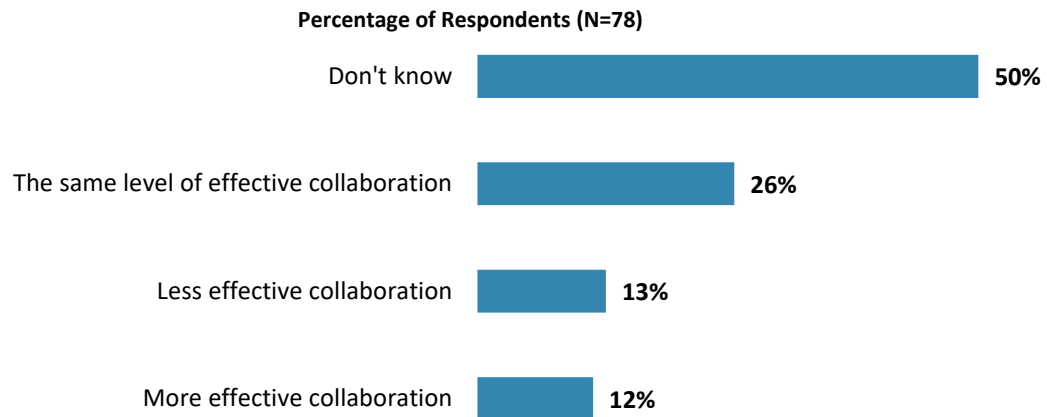 Percentage of Respondents (N=78)
Don't know 50%
The same level of effective collaboration 26%
Less effective collaboration 13%
More effective collaboration 12%